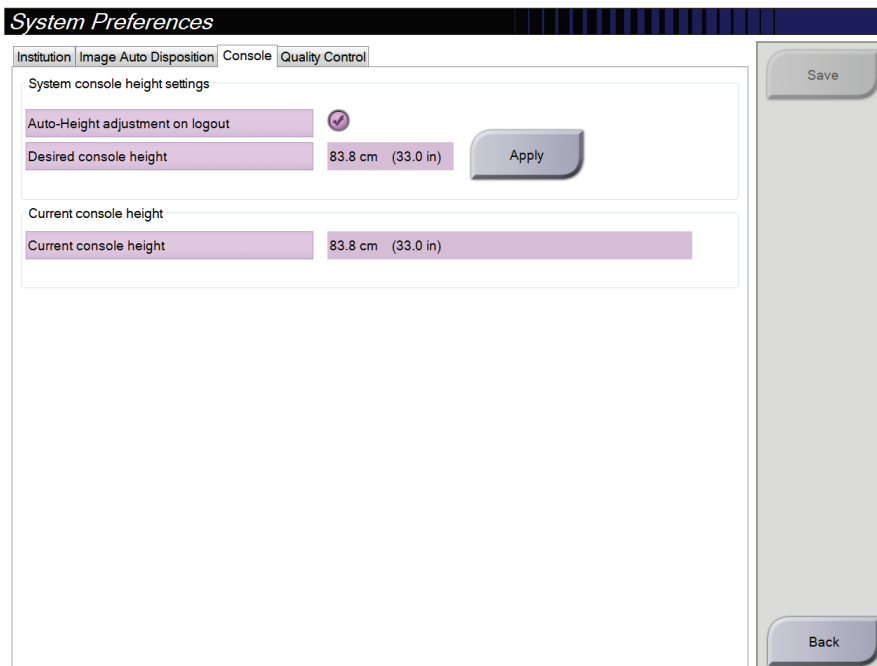 System Preferences
Institution Image Auto Disposition Console Quality Control
Save
System console height settings
Auto-Height adjustment on logout
Desired console height 83.8 cm (33.0 in) Apply
Current console height
Current console height 83.8 cm (33.0 in)
Back